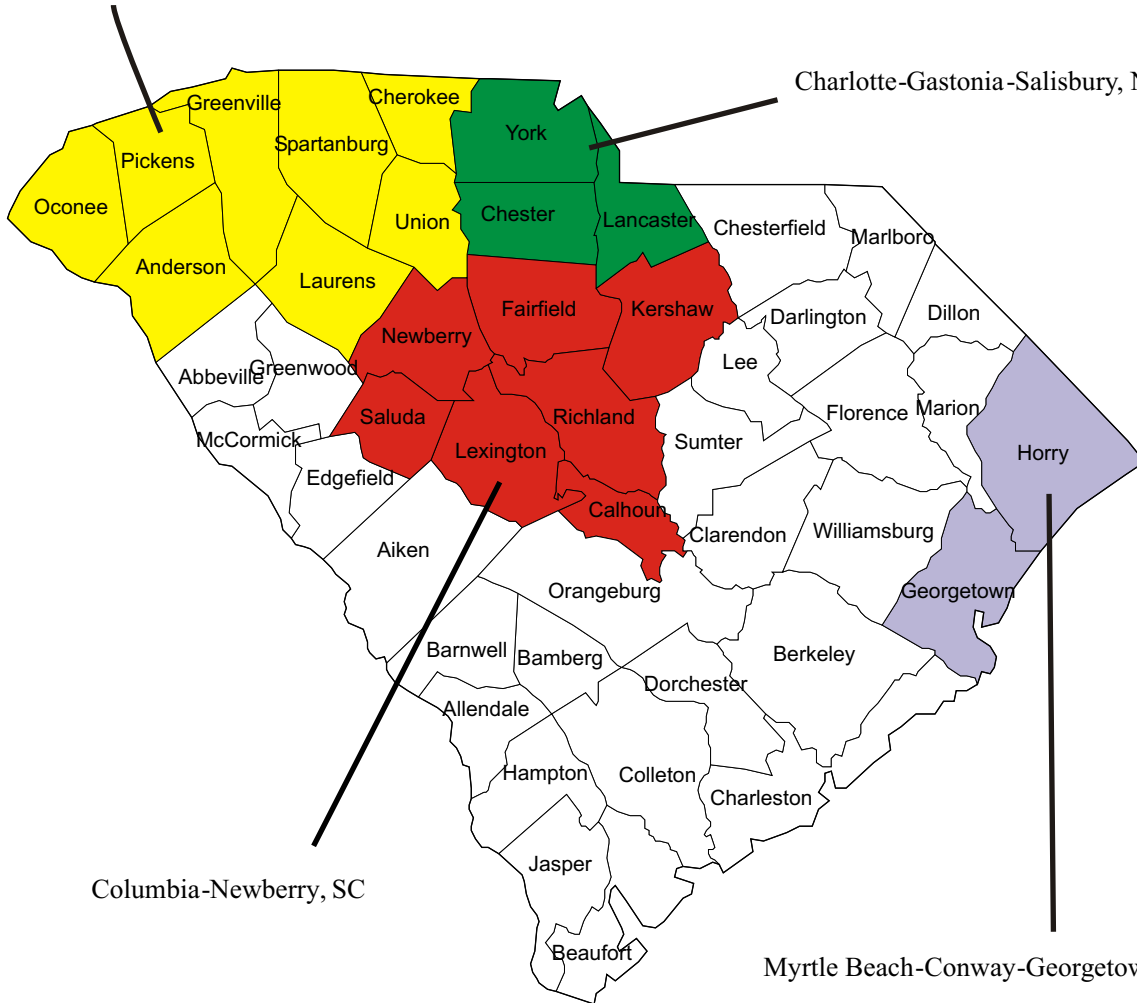 Charlotte-Gastonia-Salisbury, N
Greenville
Cherokee
York
Spartanburg
Pickens
Oconee
Union
Chester
Lancaster
Chesterfield
Marlboro
Anderson
Laurens
Fairfield
Kershaw
Dillon
Darlington
Newberry
Greenwood
Abbeville
Lee
Marion
Florence
Saluda
Richland
McCormick
Sumter
Lexington
Horry
Edgefield
Calhoun
Clarendon
Williamsburg
Aiken
Orangeburg
Georgetown
Barnwell
Bamberg
Berkeley
Dorchester
Allendale
Hampton
Colleton
Charleston
Jasper
Columbia-Newberry, SC
Beaufort
Myrtle Beach-Conway-Georgetow